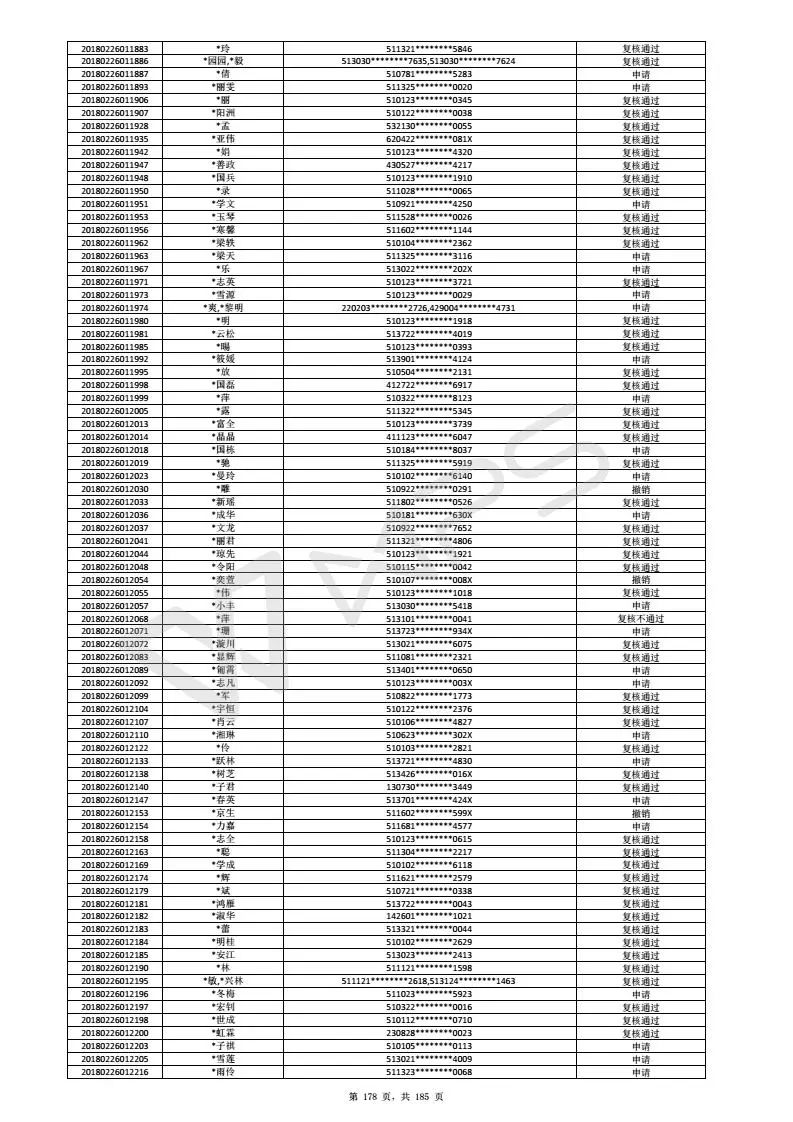 20180226011883 *玲 511321********5846 复核通过
20180226011886 *园园,*毅 513030********7635,513030********7624 复核通过
20180226011887 *倩 510781********5283 申请
20180226011893 *丽雯 511325********0020 申请
20180226011906 *丽 510123********0345 复核通过
20180226011907 *阳洲 510122********0038 复核通过
20180226011928 *孟 532130********0055 复核通过
20180226011935 *亚伟 620422********081X 复核通过
20180226011942 *娟 510123********4320 复核通过
20180226011947 *善政 430527********4217 复核通过
20180226011948 *国兵 510123********1910 复核通过
20180226011950 *录 511028********0065 复核通过
20180226011951 *学文 510921********4250 申请
20180226011953 *玉琴 511528********0026 复核通过
20180226011956 *寒馨 511602********1144 复核通过
20180226011962 *梁轶 510104********2362 复核通过
20180226011963 *梁天 511325********3116 申请
20180226011967 *乐 513022********202X 申请
20180226011971 *志英 510123********3721 复核通过
20180226011973 *雪源 510123********0029 申请
20180226011974 *爽,*黎明 220203********2726,429004********4731 申请
20180226011980 *明 510123********1918 复核通过
20180226011981 *云松 513722********4019 复核通过
20180226011985 *暘 510123********0393 复核通过
20180226011992 *筱媛 513901********4124 申请
20180226011995 *放 510504********2131 复核通过
20180226011998 *国磊 412722********6917 复核通过
20180226011999 *萍 510322********8123 申请
20180226012005 *露 511322********5345 复核通过
20180226012013 *富全 510123********3739 复核通过
20180226012014 *晶晶 411123********6047 复核通过
20180226012018 *国栋 510184********8037 申请
20180226012019 *驰 511325********5919 复核通过
20180226012023 *曼玲 510102********6140 申请
20180226012030 *雕 510922********0291 撤销
20180226012033 *新瑶 511802********0526 复核通过
20180226012036 *成华 510181********630X 申请
20180226012037 *文龙 510922********7652 复核通过
20180226012041 *丽君 511321********4806 复核通过
20180226012044 *琼先 510123********1921 复核通过
20180226012048 *令阳 510115********0042 复核通过
20180226012054 *奕萱 510107********008X 撤销
20180226012055 *伟 510123********1018 复核通过
20180226012057 *小丰 513030********5418 申请
20180226012068 *萍 513101********0041 复核不通过
20180226012071 *珊 513723********934X 申请
20180226012072 *漩川 513021********6075 复核通过
20180226012083 *显辉 511081********2321 复核通过
20180226012089 513401********0650 申请
20180226012092 *志凡 510123********003X 申请
20180226012099 *军 510822********1773 复核通过
20180226012104 *宇恒 510122********2376 复核通过
20180226012107 *肖云 510106********4827 复核通过
20180226012110 *湘琳 510623********302X 申请
20180226012122 *伶 510103********2821 复核通过
20180226012133 *跃林 513721********4830 申请
20180226012138 *树芝 513426********016X 复核通过
20180226012140 *子君 130730********3449 复核通过
20180226012147 *春英 513701********424X 申请
20180226012153 *京生 511602********599X 撤销
20180226012154 *力嘉 511681********4577 申请
20180226012158 *志全 510123********0615 复核通过
20180226012163 *聪 511304********2217 复核通过
20180226012169 *学成 510102********6118 复核通过
20180226012174 *辉 511621********2579 复核通过
20180226012179 *斌 510721********0338 复核通过
20180226012181 *鸿雁 513722********0043 复核通过
20180226012182 *淑华 142601********1021 复核通过
20180226012183 *蕾 513321********0044 复核通过
20180226012184 *明桂 510102********2629 复核通过
20180226012185 *安江 513023********2413 复核通过
20180226012190 *林 511121********1598 复核通过
20180226012195 *敏,*兴林 511121********2618,513124********1463 复核通过
20180226012196 *冬梅 511023********5923 申请
20180226012197 *宏钊 510322********0016 复核通过
20180226012198 *世成 510112********0710 复核通过
20180226012200 *虹霖 230828********0023 复核通过
20180226012203 *子祺 510105********0113 申请
20180226012205 *雪莲 513021********4009 申请
20180226012216 *雨伶 511323********0068 申请
第 178 页，共 185 页